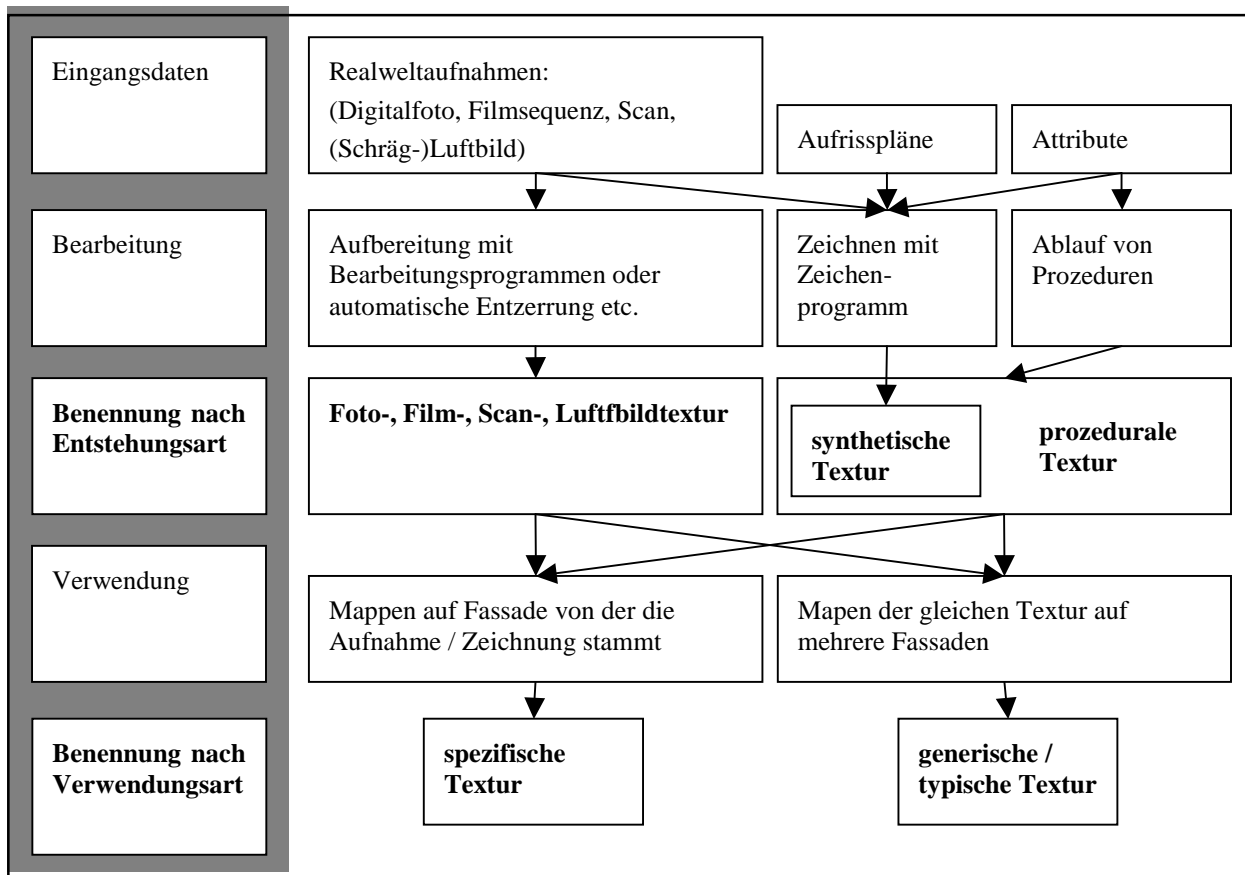 Eingangsdaten
Realweltaufnahmen:
(Digitalfoto, Filmsequenz, Scan,
(Schräg-)Luftbild)
Aufrisspläne
Attribute
Bearbeitung
Aufbereitung mit
Bearbeitungsprogrammen oder
automatische Entzerrung etc.
Zeichnen mit
Zeichen-
programm
Ablauf von
Prozeduren
Benennung nach
Entstehungsart
Foto-, Film-, Scan-, Luftfbildtextur
synthetische
Textur
prozedurale
Textur
Verwendung
Mappen auf Fassade von der die
Aufnahme / Zeichnung stammt
Mapen der gleichen Textur auf
mehrere Fassaden
Benennung nach
Verwendungsart
spezifische
Textur
generische /
typische Textur